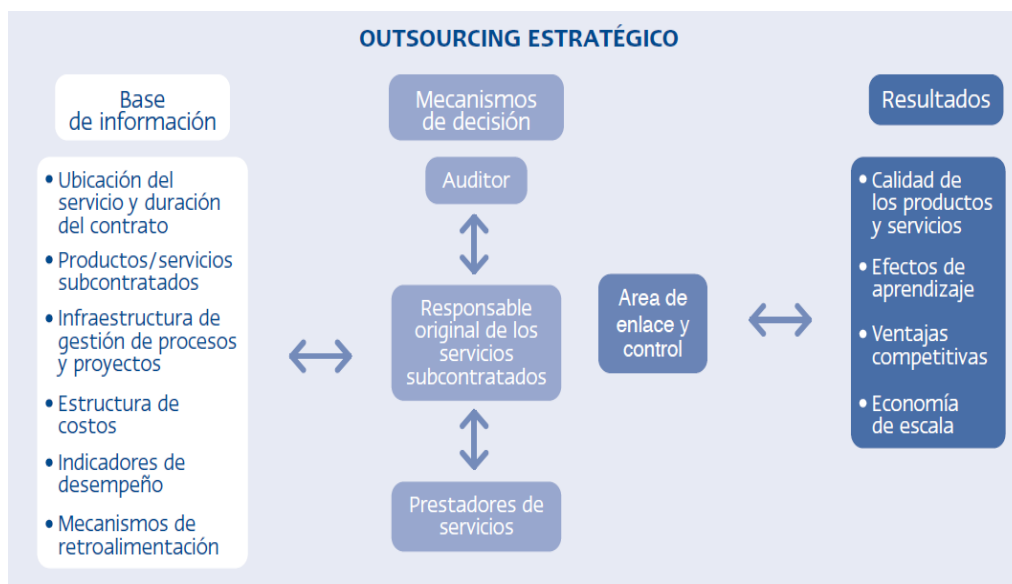 OUTSOURCING ESTRATÉGICO
Base
de información
• Ubicación del
servicio y duración
del contrato
• Productos/servicios
subcontratados
• Infraestructura de
gestión de procesos
y proyectos
• Estructura de
costos
• Indicadores de
desempeño
• Mecanismos de
retroalimentación
Mecanismos
de decisión
Auditor
Responsable
original de los
servicios
subcontratados
Prestadores de
servicios
Area de
enlace y
control
Resultados
• Calidad de
los productos
y servicios
• Efectos de
aprendizaje
• Ventajas
competitivas
• Economía
de escala